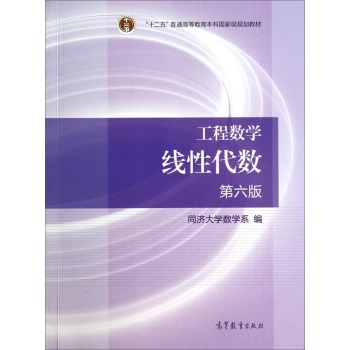 "十二五"普通高等教育本科国家级规划教材
工程数学
线性代数
第六版
同济大学数学系 编
高等教育出版社